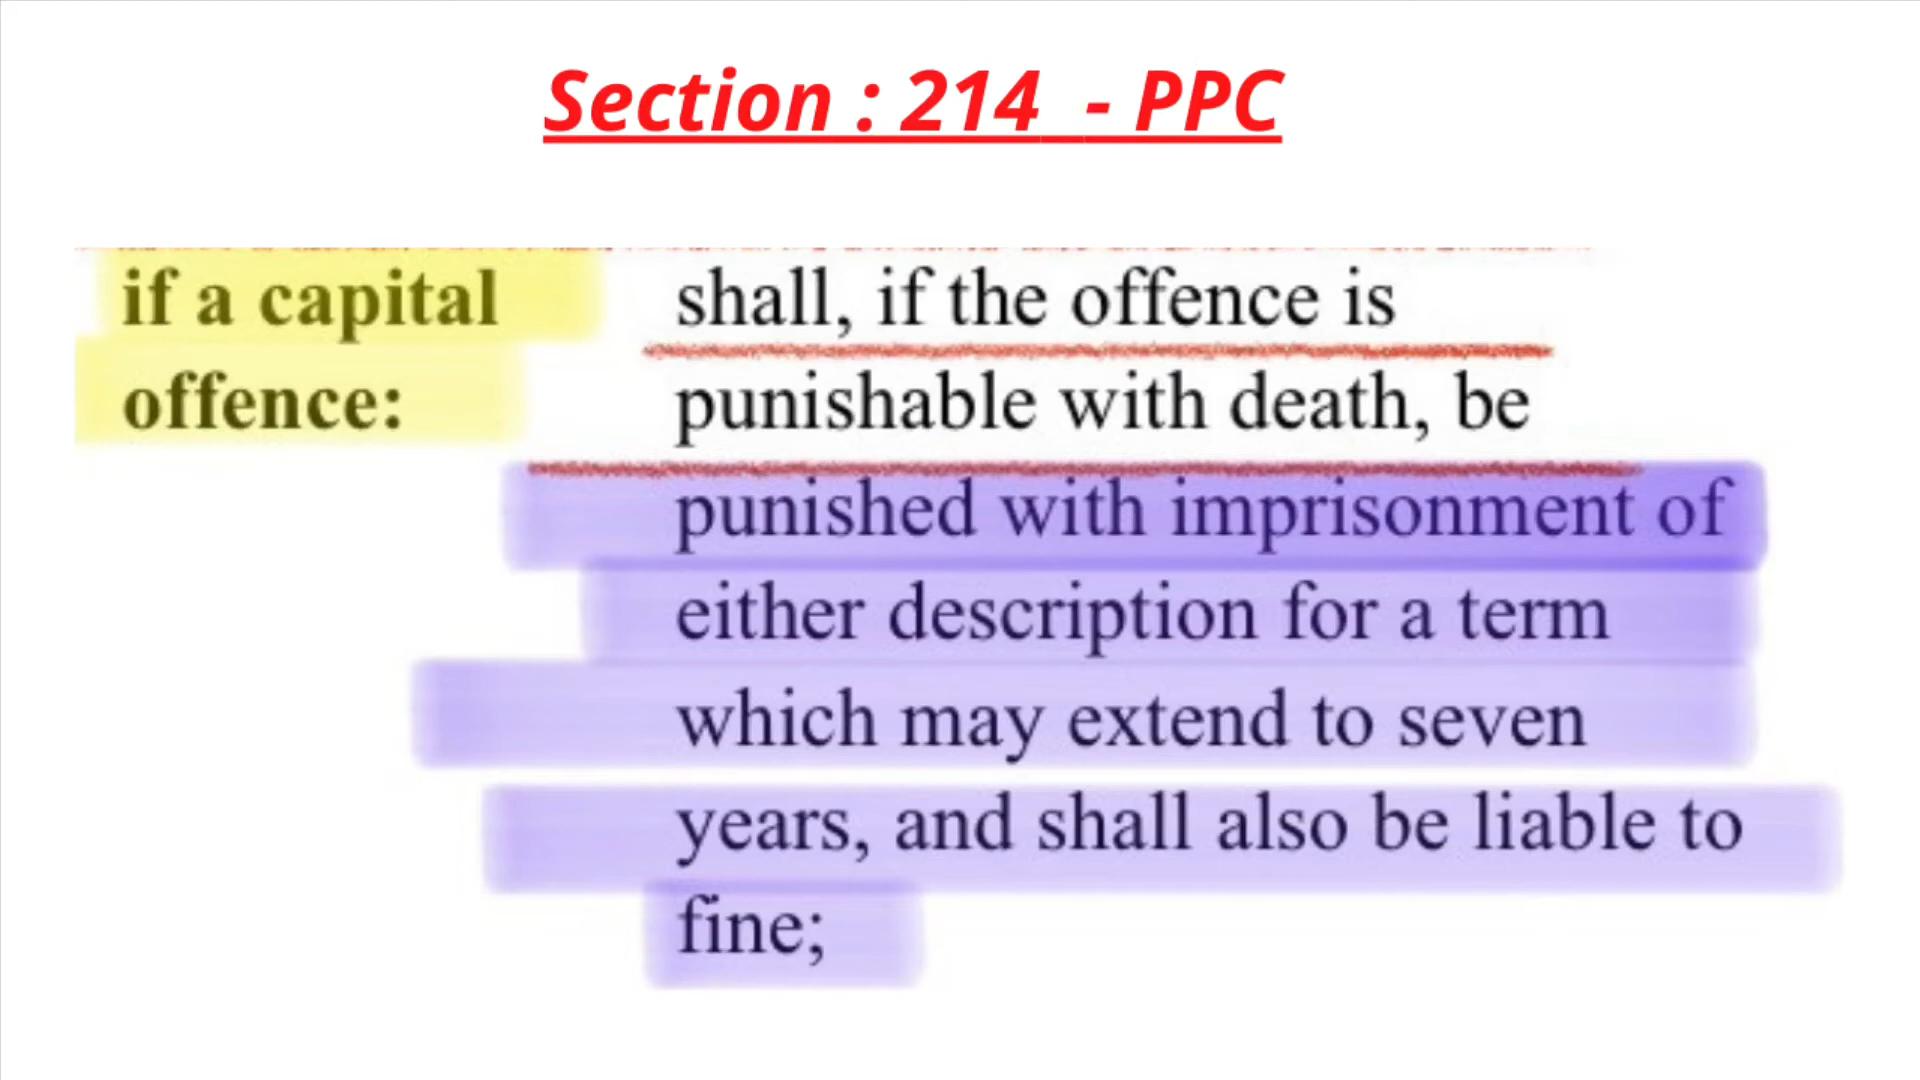 Section : 214 - PPC
if a capital shall, if the offence is
offence: punishable with death, be
punished with imprisonment of
either description for a term
which may extend to seven
years, and shall also be liable to
fine;